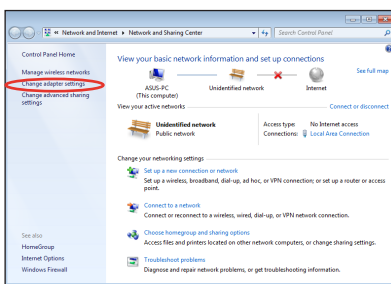 « Network and Internet ▸ Network and Sharing Center
Search Control Panel
Control Panel Home
Manage wireless networks
Change adapter settings
Change advanced sharing
settings
See also
HomeGroup
Internet Options
Windows Firewall
View your basic network information and set up connections
See full map
ASUS-PC
(This computer)
Unidentified network
Internet
View your active networks
Connect or disconnect
Unidentified network
Public network
Access type: No Internet access
Connections: Local Area Connection
Change your networking settings
Set up a new connection or network
Set up a wireless, broadband, dial-up, ad hoc, or VPN connection; or set up a router or access
point.
Connect to a network
Connect or reconnect to a wireless, wired, dial-up, or VPN network connection.
Choose homegroup and sharing options
Access files and printers located on other network computers, or change sharing settings.
Troubleshoot problems
Diagnose and repair network problems, or get troubleshooting information.